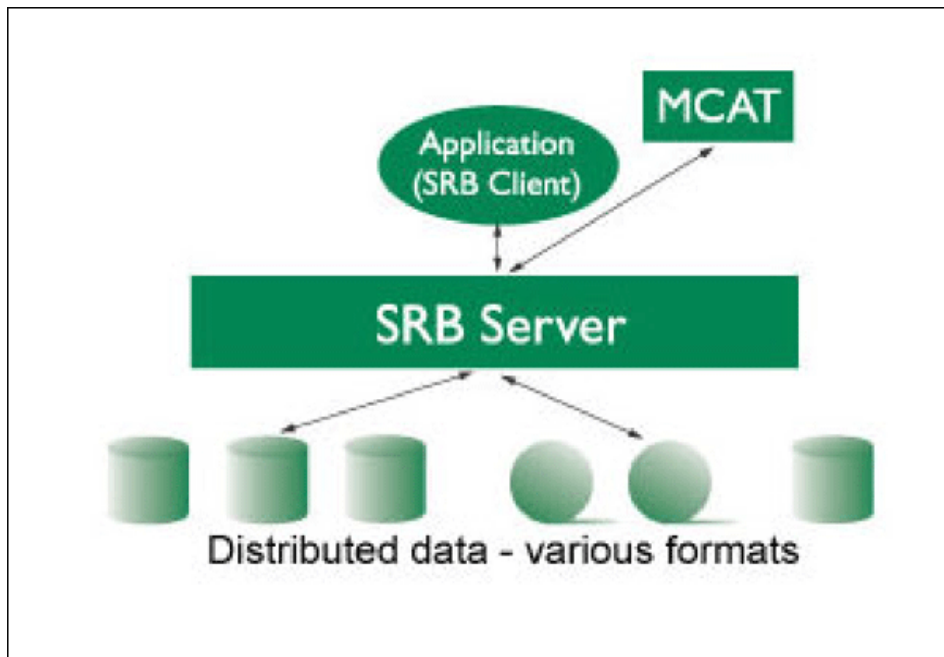 MCAT
Application
(SRB Client)
SRB Server
Distributed data - various formats